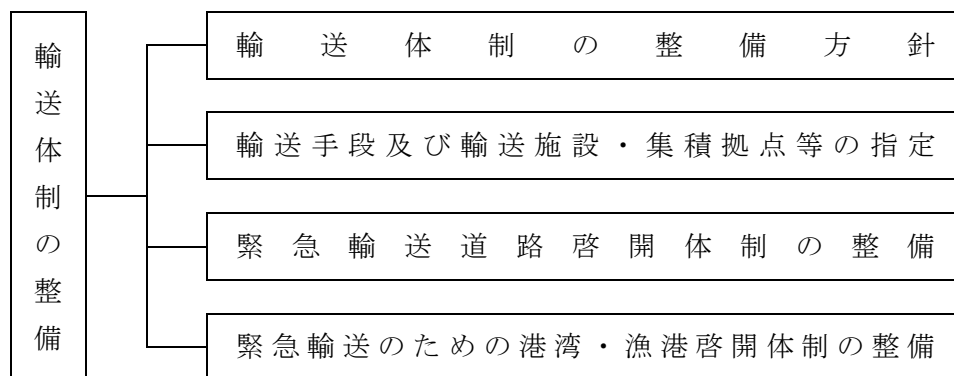 輸送体制の整備
輸送体制の整備方針
輸送手段及び輸送施設・集積拠点等の指定
緊急輸送道路啓開体制の整備
緊急輸送のための港湾・漁港啓開体制の整備